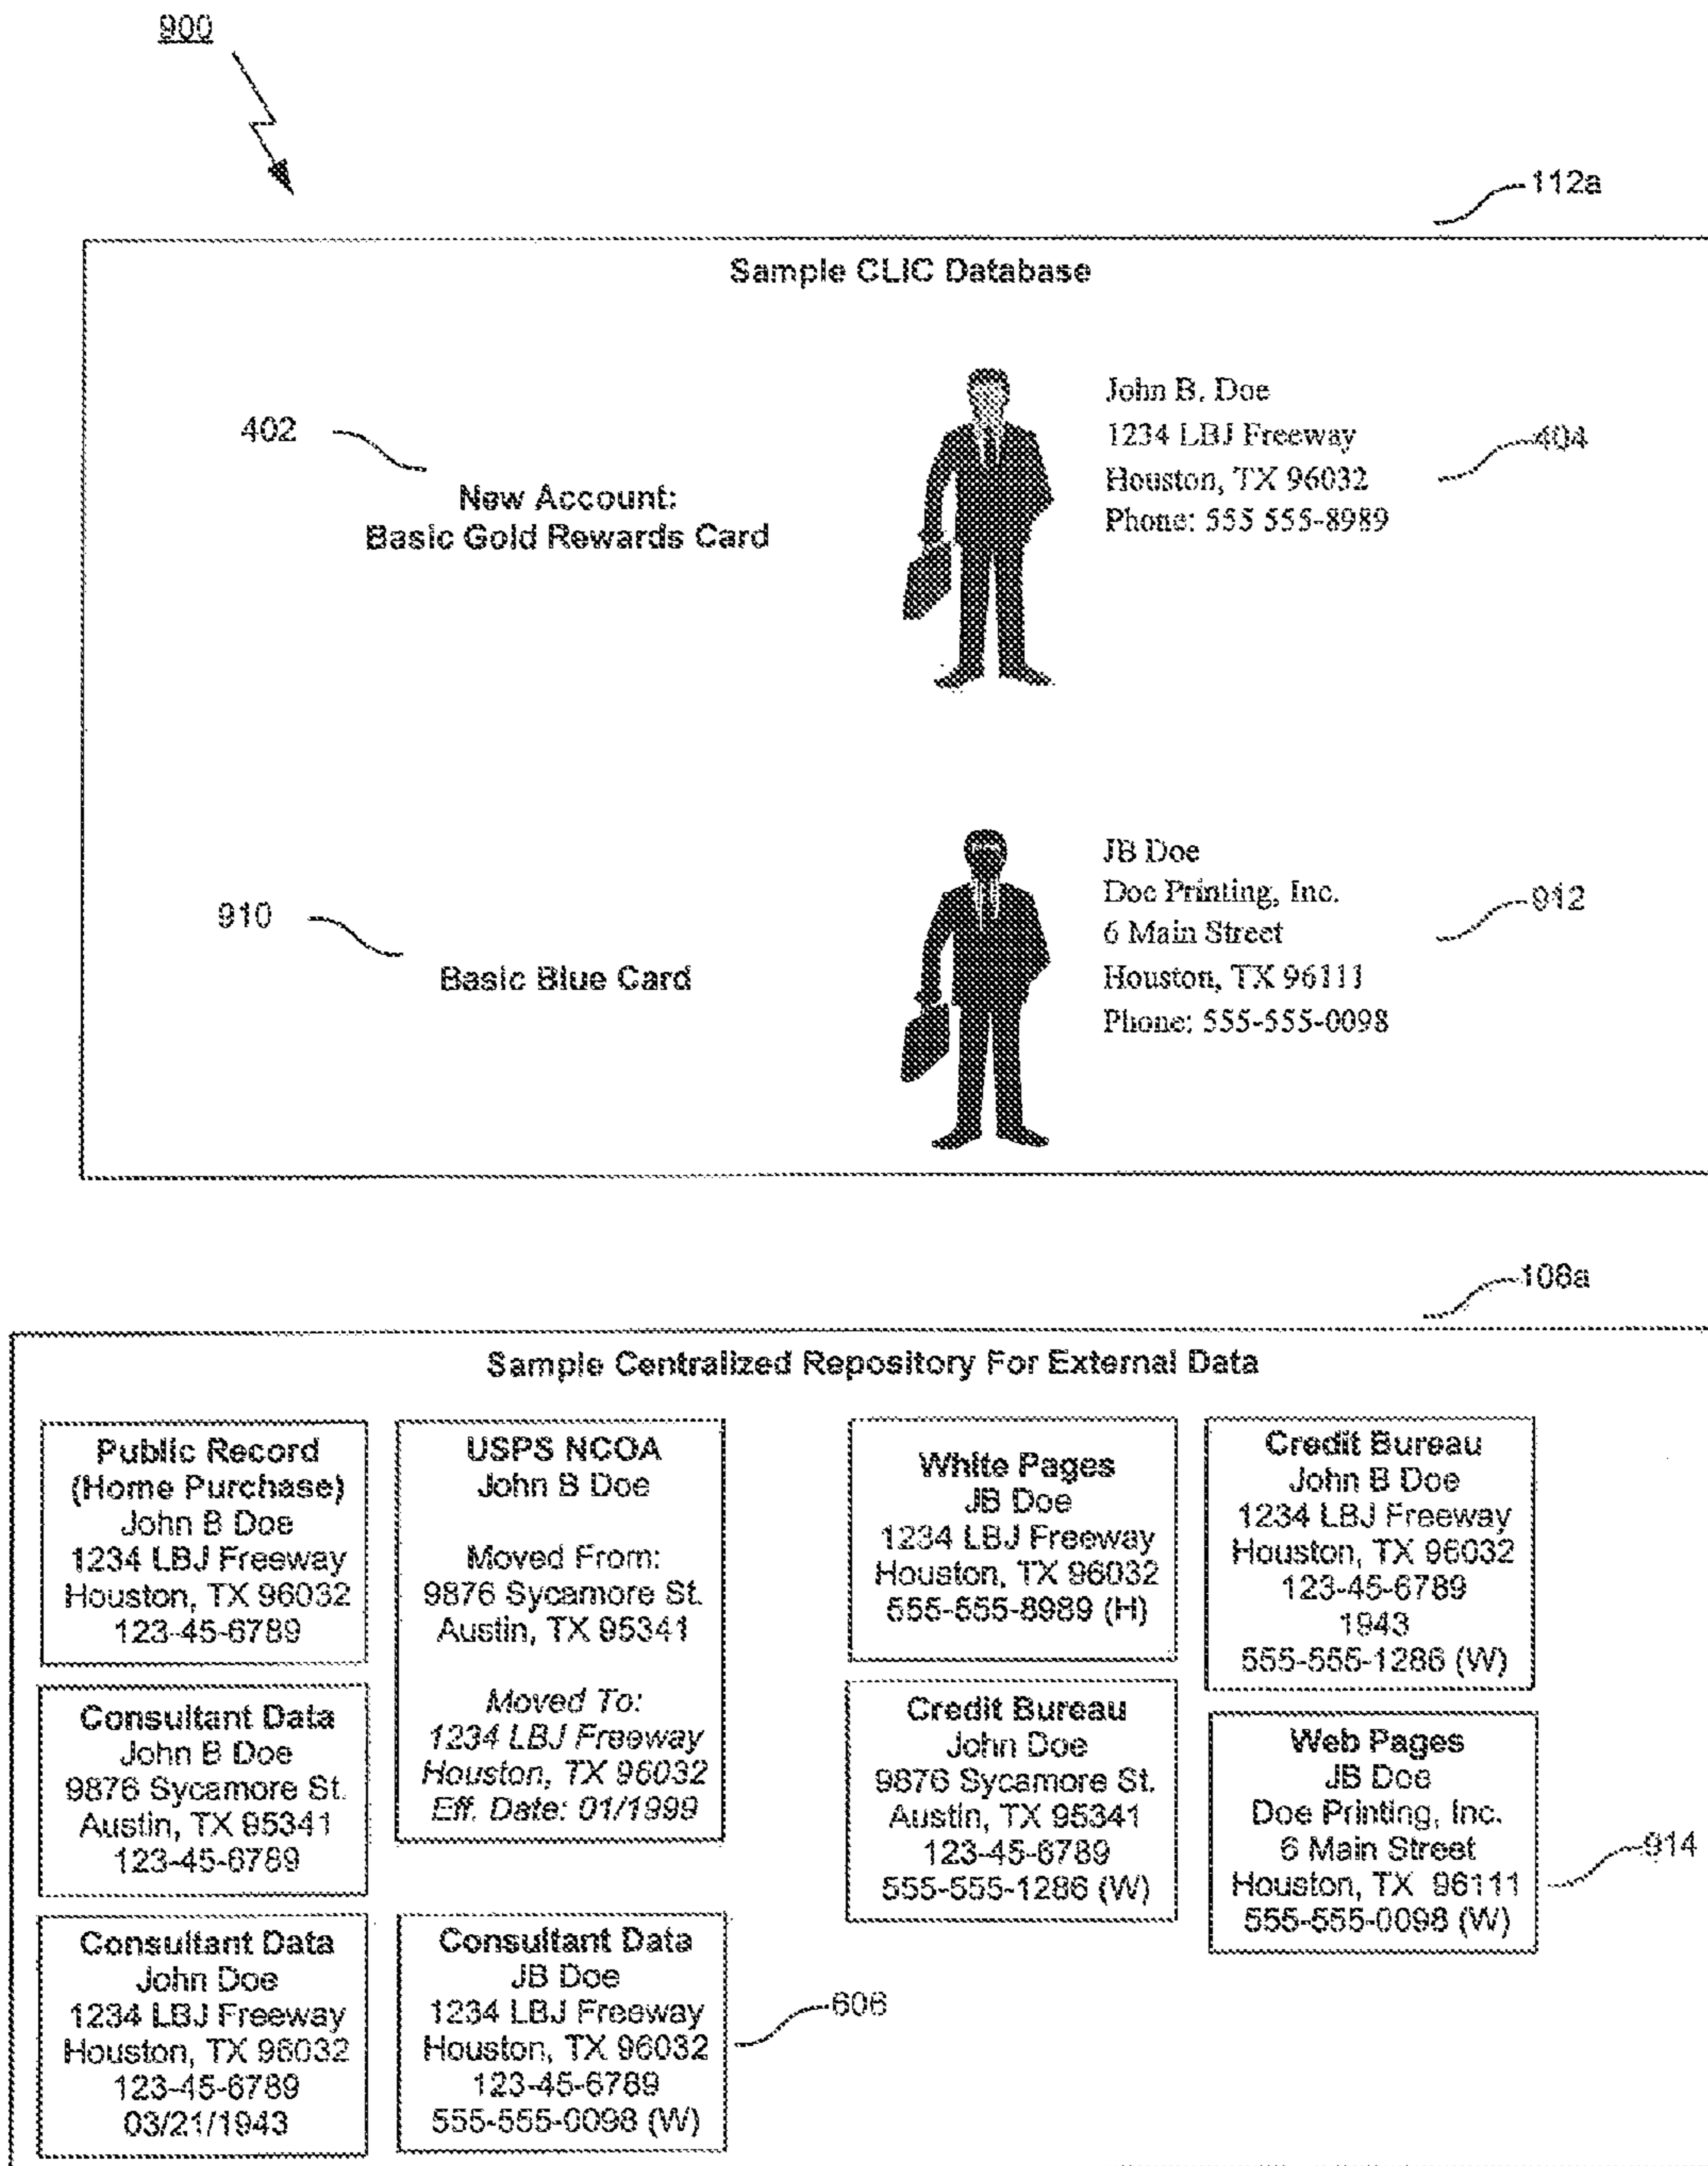 900
112a
Sample CLIC Database
402
New Account:
Basic Gold Rewards Card
John B. Doe
1234 LBJ Freeway
Houston, TX 96032
Phone: 555 555-8989
404
910
Basic Blue Card
JB Doe
Doe Printing, Inc.
6 Main Street
Houston, TX 96111
Phone: 555-555-0098
912
108a
Sample Centralized Repository For External Data
Public Record
(Home Purchase)
John B Doe
1234 LBJ Freeway
Houston, TX 96032
123-45-6789
USPS NCOA
John B Doe
Moved From:
9876 Sycamore St.
Austin, TX 95341
Moved To:
1234 LBJ Freeway
Houston, TX 96032
Eff. Date: 01/1999
White Pages
JB Doe
1234 LBJ Freeway
Houston, TX 96032
555-555-8989 (H)
Credit Bureau
John B Doe
1234 LBJ Freeway
Houston, TX 96032
123-45-6789
1943
555-555-1286 (W)
Consultant Data
John B Doe
9876 Sycamore St.
Austin, TX 95341
123-45-6789
Credit Bureau
John Doe
9876 Sycamore St.
Austin, TX 95341
123-45-6789
555-555-1286 (W)
Web Pages
JB Doe
Doe Printing, Inc.
6 Main Street
Houston, TX 96111
555-555-0098 (W)
914
Consultant Data
John Doe
1234 LBJ Freeway
Houston, TX 96032
123-45-6789
03/21/1943
Consultant Data
JB Doe
1234 LBJ Freeway
Houston, TX 96032
123-45-6789
555-555-0098 (W)
606